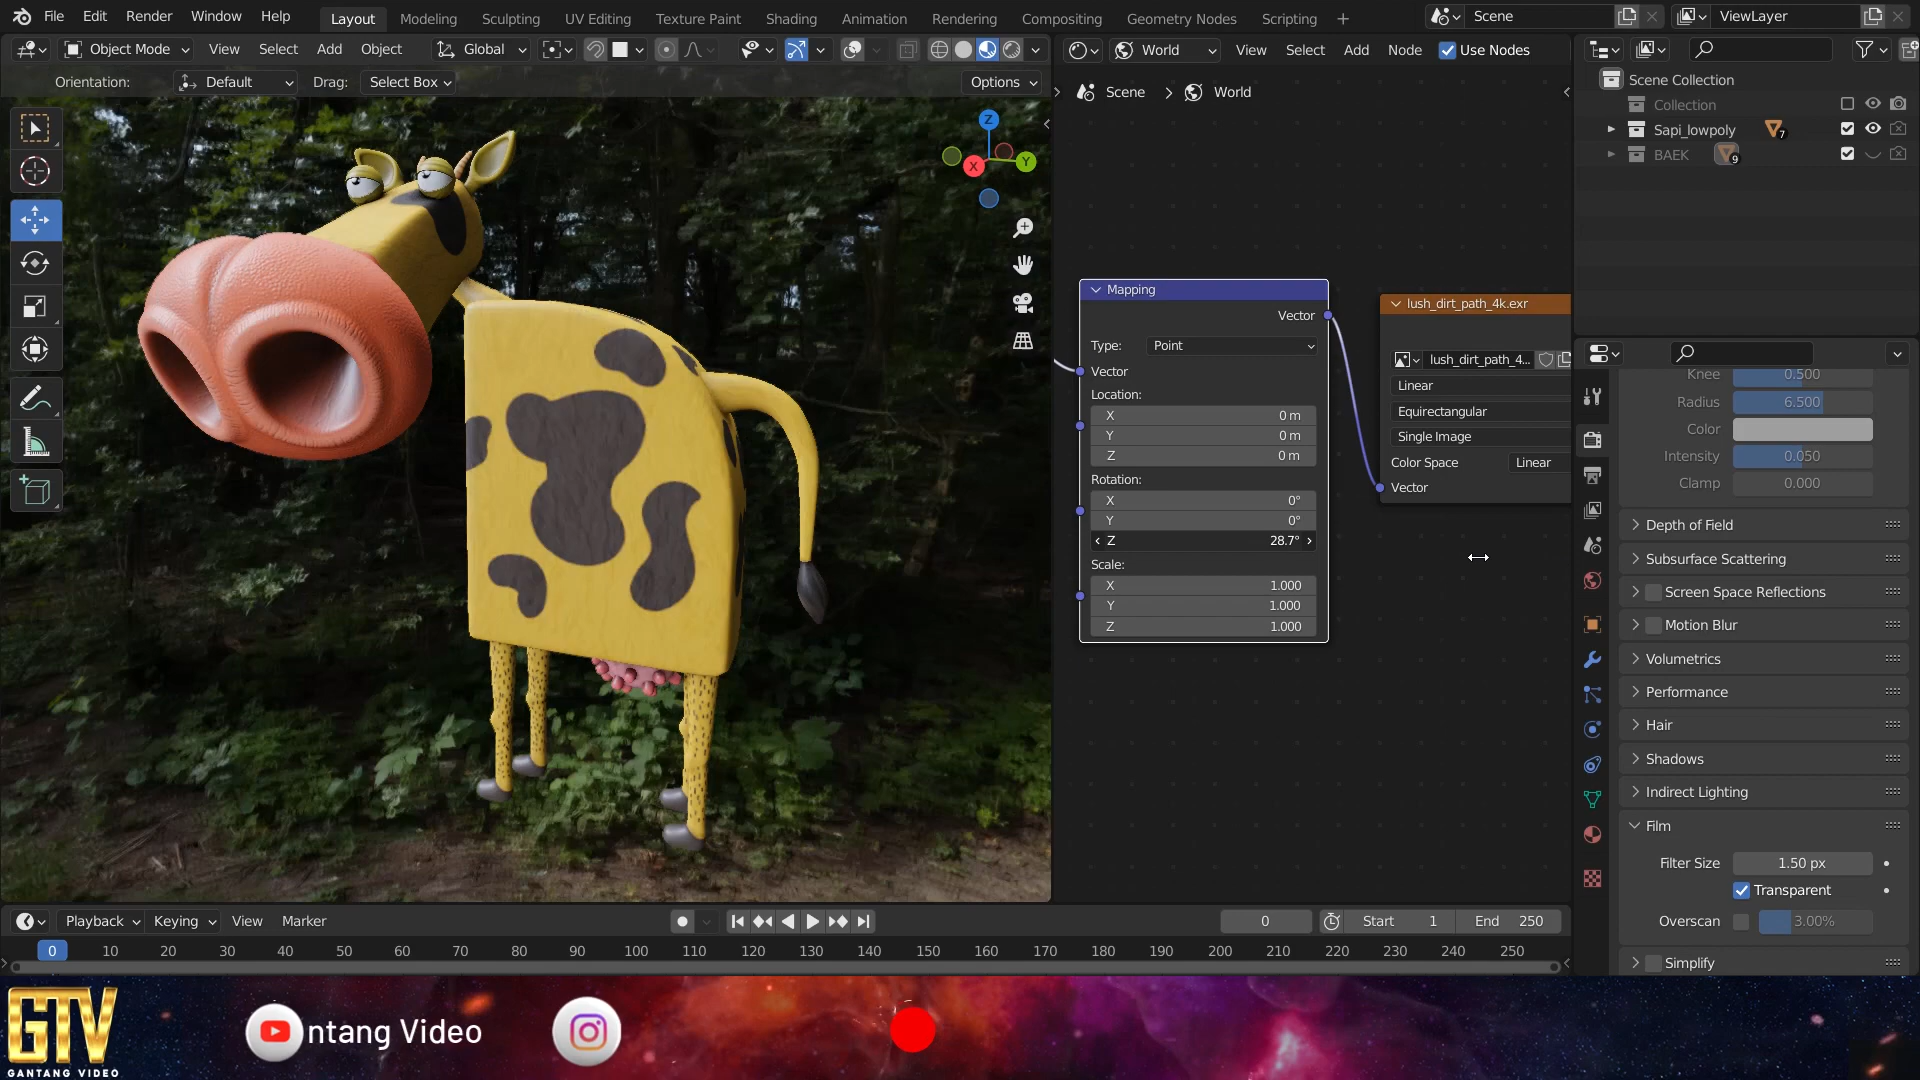 File Edit Render Window Help Layout Modeling Sculpting UV Editing Texture Paint Shading Animation Rendering Compositing Geometry Nodes Scripting + Scene ViewLayer
Object Mode View Select Add Object Global
Orientation: Default Drag: Select Box Options
Z
Y
X
World View Select Add Node Use Nodes
Scene > World
Mapping
Vector
Type: Point
Vector
Location:
X 0 m
Y 0 m
Z 0 m
Rotation:
X 0°
Y 0°
Z 28.7°
Scale:
X 1.000
Y 1.000
Z 1.000
lush_dirt_path_4k.exr
lush_dirt_path_4...
Linear
Equirectangular
Single Image
Color Space Linear
Vector
Scene Collection
Collection
Sapi_lowpoly 7
BAEK 9
Knee 0.500
Radius 6.500
Color
Intensity 0.050
Clamp 0.000
Depth of Field
Subsurface Scattering
Screen Space Reflections
Motion Blur
Volumetrics
Performance
Hair
Shadows
Indirect Lighting
Film
Filter Size 1.50 px
Transparent
Overscan 3.00%
Simplify
Playback Keying View Marker 0 Start 1 End 250
0 10 20 30 40 50 60 70 80 90 100 110 120 130 140 150 160 170 180 190 200 210 220 230 240 250
GTV
GANTANG VIDEO
ntang Video